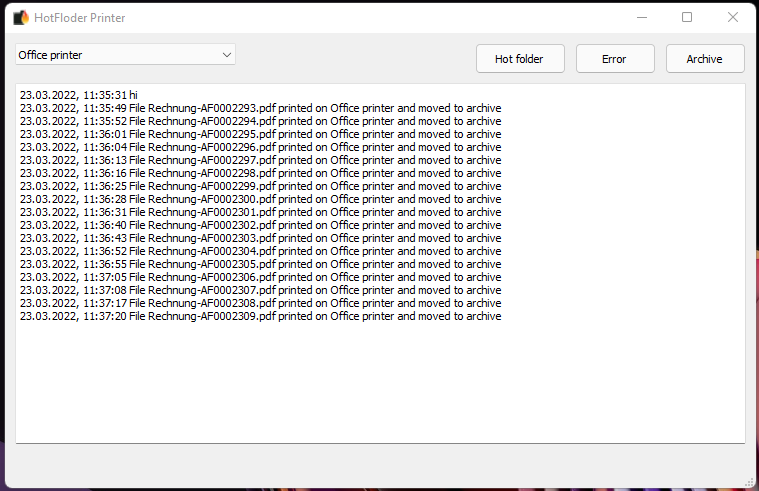 HotFloder Printer
Office printer
Hot folder
Error
Archive
23.03.2022, 11:35:31 hi
23.03.2022, 11:35:49 File Rechnung-AF0002293.pdf printed on Office printer and moved to archive
23.03.2022, 11:35:52 File Rechnung-AF0002294.pdf printed on Office printer and moved to archive
23.03.2022, 11:36:01 File Rechnung-AF0002295.pdf printed on Office printer and moved to archive
23.03.2022, 11:36:04 File Rechnung-AF0002296.pdf printed on Office printer and moved to archive
23.03.2022, 11:36:13 File Rechnung-AF0002297.pdf printed on Office printer and moved to archive
23.03.2022, 11:36:16 File Rechnung-AF0002298.pdf printed on Office printer and moved to archive
23.03.2022, 11:36:25 File Rechnung-AF0002299.pdf printed on Office printer and moved to archive
23.03.2022, 11:36:28 File Rechnung-AF0002300.pdf printed on Office printer and moved to archive
23.03.2022, 11:36:31 File Rechnung-AF0002301.pdf printed on Office printer and moved to archive
23.03.2022, 11:36:40 File Rechnung-AF0002302.pdf printed on Office printer and moved to archive
23.03.2022, 11:36:43 File Rechnung-AF0002303.pdf printed on Office printer and moved to archive
23.03.2022, 11:36:52 File Rechnung-AF0002304.pdf printed on Office printer and moved to archive
23.03.2022, 11:36:55 File Rechnung-AF0002305.pdf printed on Office printer and moved to archive
23.03.2022, 11:37:05 File Rechnung-AF0002306.pdf printed on Office printer and moved to archive
23.03.2022, 11:37:08 File Rechnung-AF0002307.pdf printed on Office printer and moved to archive
23.03.2022, 11:37:17 File Rechnung-AF0002308.pdf printed on Office printer and moved to archive
23.03.2022, 11:37:20 File Rechnung-AF0002309.pdf printed on Office printer and moved to archive